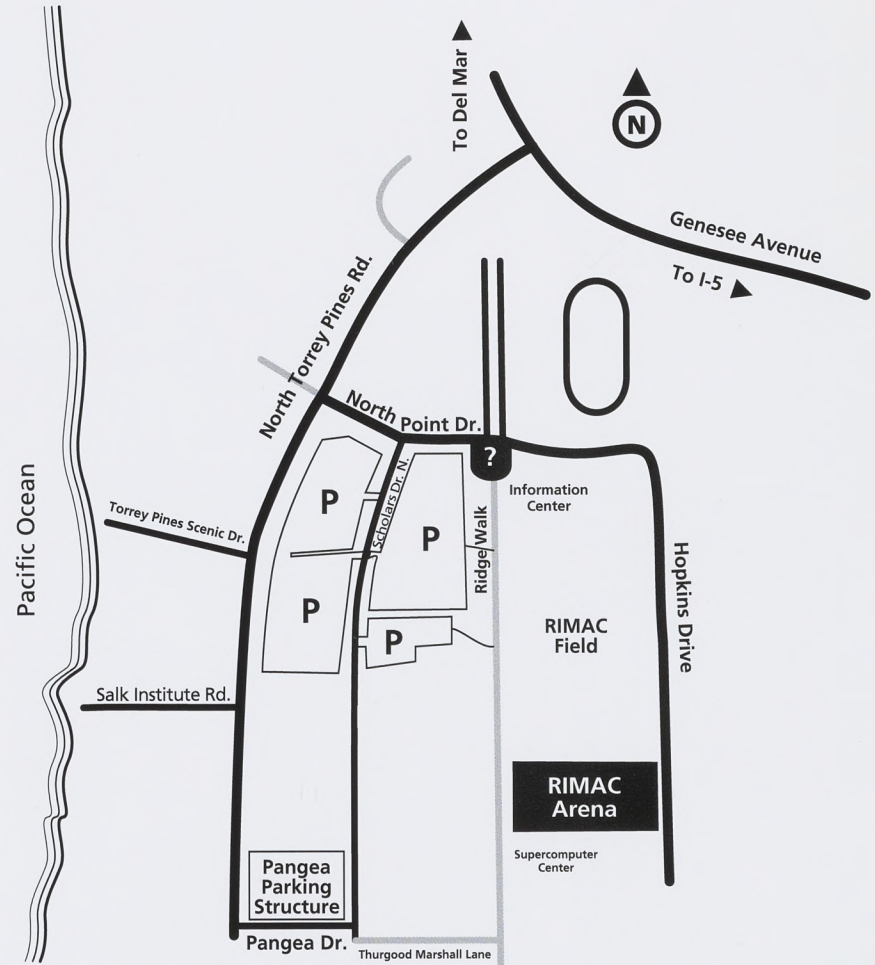 To Del Mar
N
Genesee Avenue
To I-5
North Torrey Pines Rd.
North Point Dr.
?
Information
Center
Scholars Dr. N.
P
P
Ridge Walk
Torrey Pines Scenic Dr.
Pacific Ocean
Hopkins Drive
P
P
RIMAC
Field
Salk Institute Rd.
RIMAC
Arena
Supercomputer
Center
Pangea
Parking
Structure
Pangea Dr.
Thurgood Marshall Lane